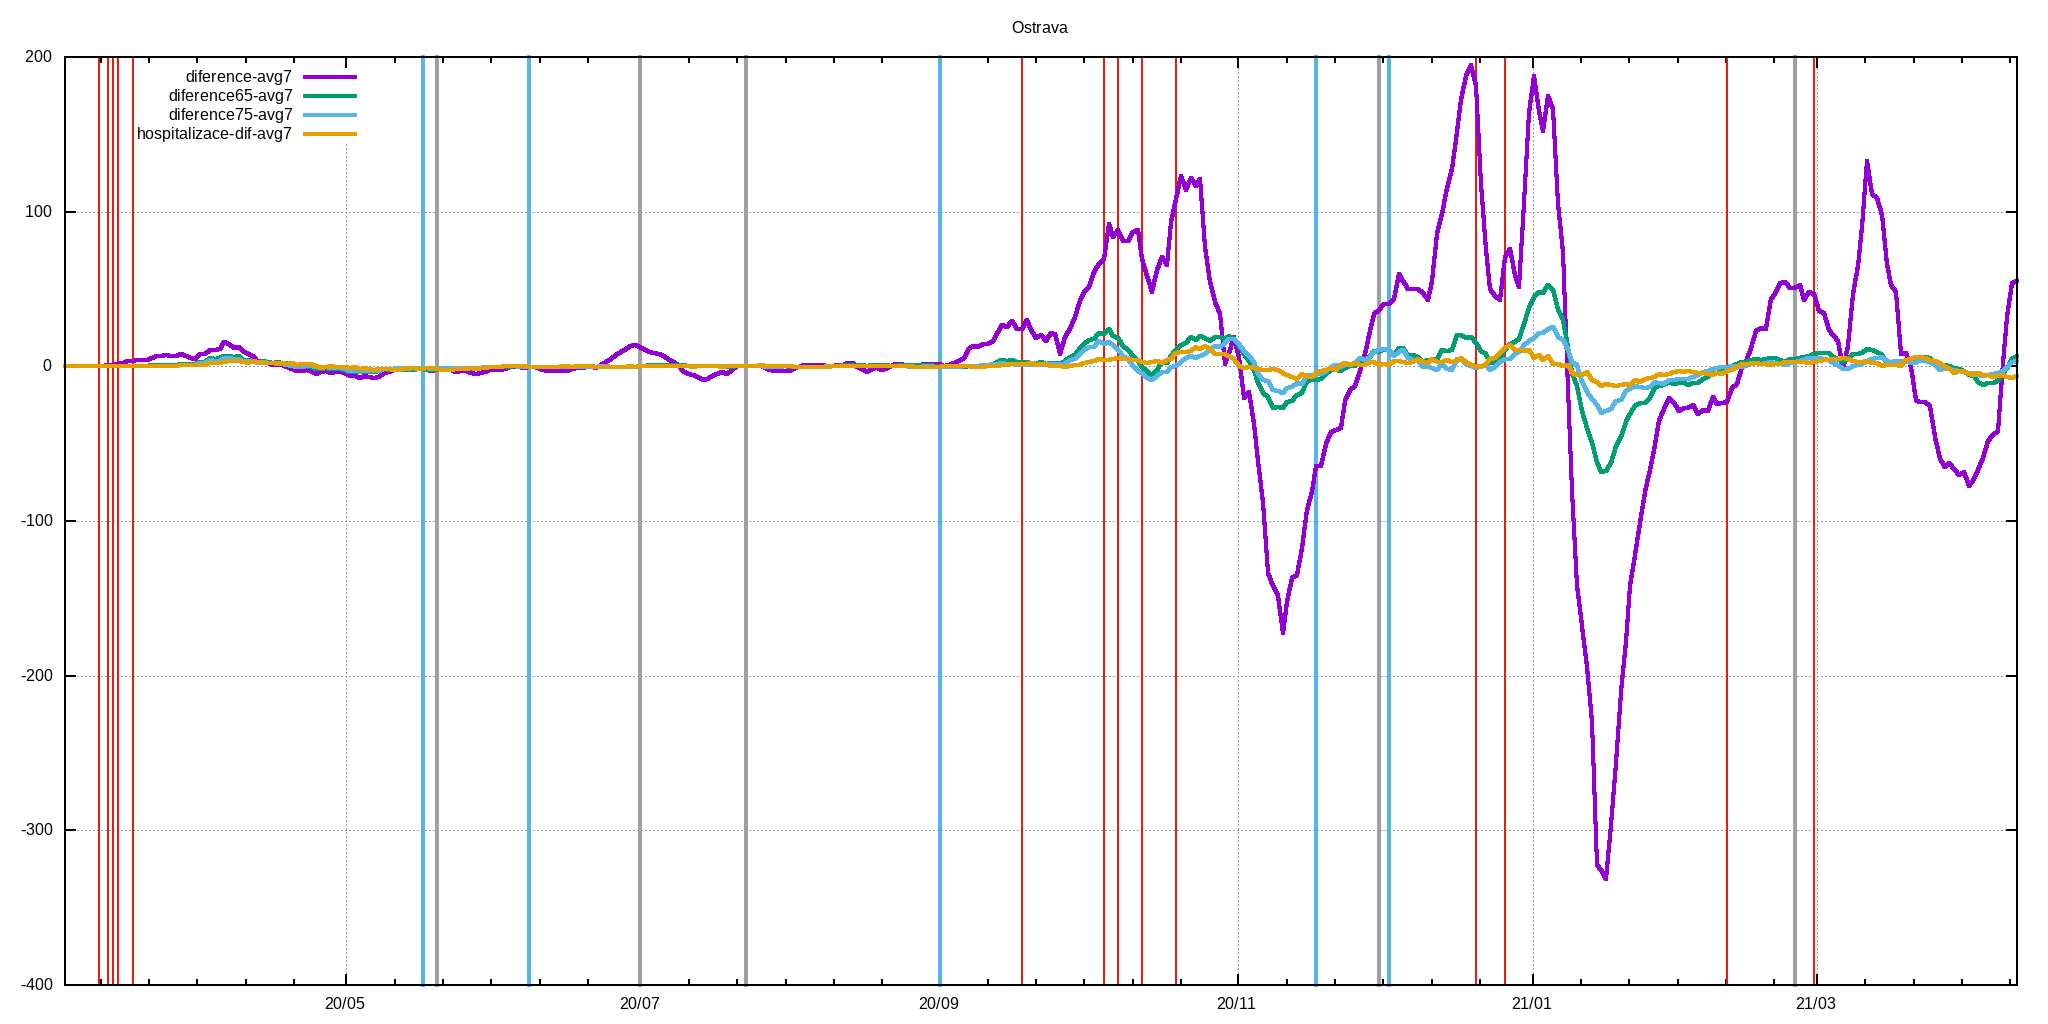 Ostrava
200
diference-avg7
diference65-avg7
diference75-avg7
hospitalizace-dif-avg7
100
0
-100
-200
-300
-400
20/05 20/07 20/09 20/11 21/01 21/03